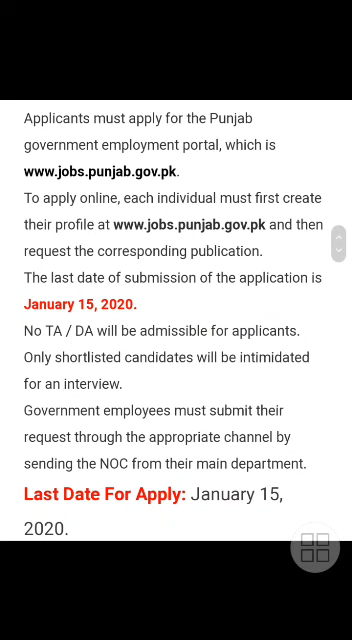 Applicants must apply for the Punjab
government employment portal, which is
www.jobs.punjab.gov.pk.
To apply online, each individual must first create
their profile at www.jobs.punjab.gov.pk and then
request the corresponding publication.
The last date of submission of the application is
January 15, 2020.
No TA / DA will be admissible for applicants.
Only shortlisted candidates will be intimidated
for an interview.
Government employees must submit their
request through the appropriate channel by
sending the NOC from their main department.
Last Date For Apply: January 15,
2020.